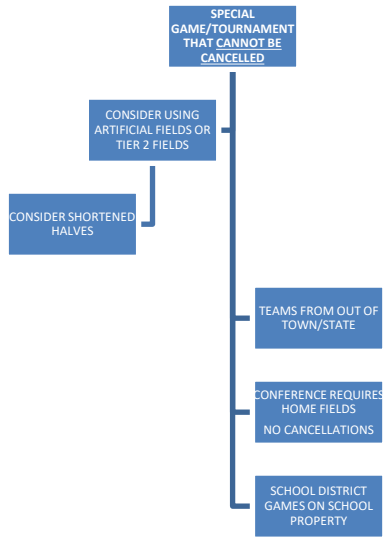 SPECIAL
GAME/TOURNAMENT
THAT CANNOT BE
CANCELLED
CONSIDER USING
ARTIFICIAL FIELDS OR
TIER 2 FIELDS
CONSIDER SHORTENED
HALVES
TEAMS FROM OUT OF
TOWN/STATE
CONFERENCE REQUIRES
HOME FIELDS
NO CANCELLATIONS
SCHOOL DISTRICT
GAMES ON SCHOOL
PROPERTY